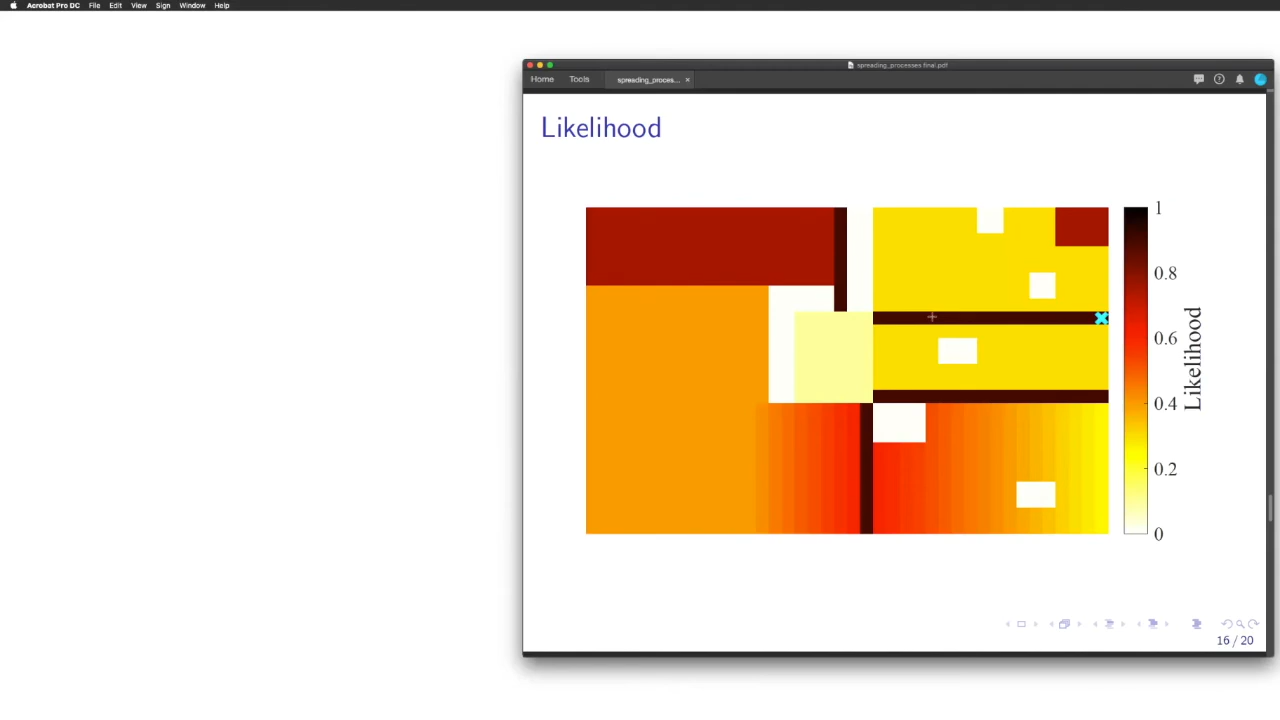 Acrobat Pro DC File Edit View Sign Window Help
spreading_processes final.pdf
Home Tools spreading_proces... ×
Likelihood
1
0.8
0.6
0.4
0.2
0
Likelihood
16 / 20